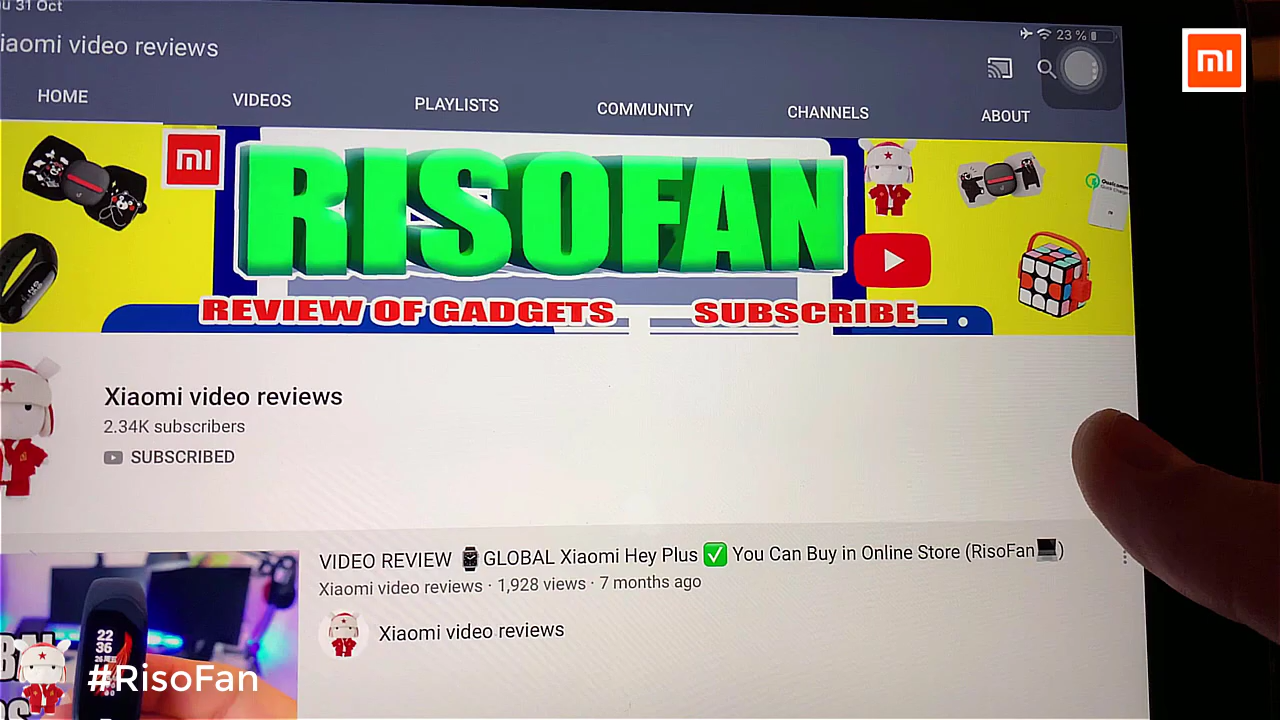 u 31 Oct
23 %
iaomi video reviews
HOME
VIDEOS
PLAYLISTS
COMMUNITY
CHANNELS
ABOUT
mi
mi
RISOFAN
REVIEW OF GADGETS
SUBSCRIBE
Xiaomi video reviews
2.34K subscribers
SUBSCRIBED
VIDEO REVIEW ⌚GLOBAL Xiaomi Hey Plus ✅ You Can Buy in Online Store (RisoFan💻)
Xiaomi video reviews · 1,928 views · 7 months ago
Xiaomi video reviews
22
36
#RisoFan